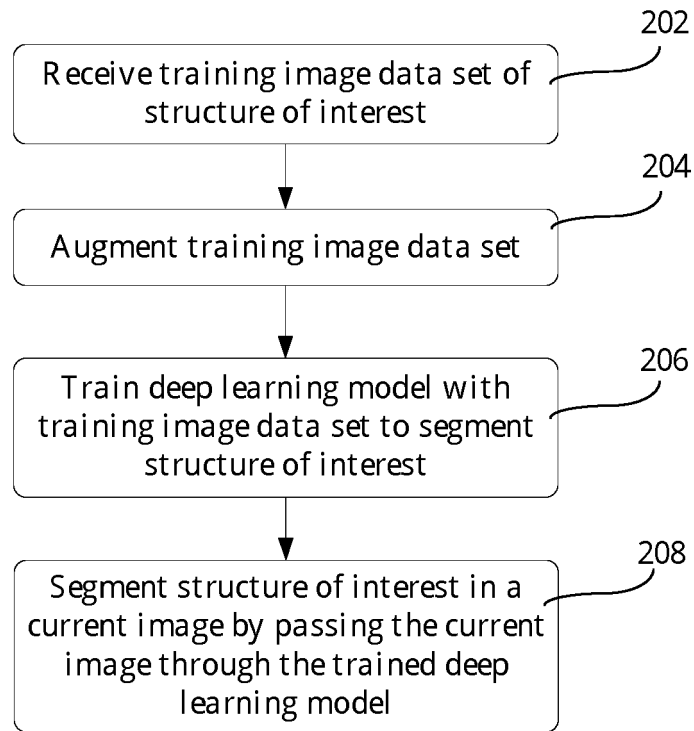 202
Receive training image data set of
structure of interest
204
Augment training image data set
206
Train deep learning model with
training image data set to segment
structure of interest
208
Segment structure of interest in a
current image by passing the current
image through the trained deep
learning model